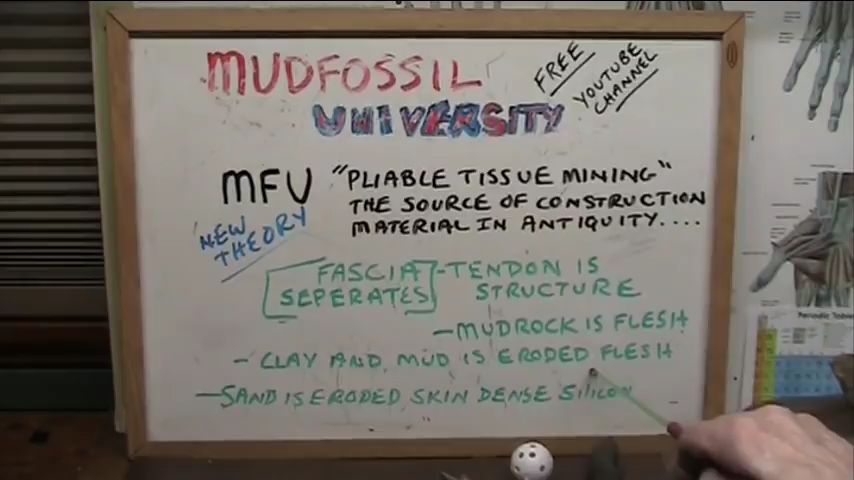 MUDFOSSIL
UNIVERSITY
FREE
YOUTUBE
CHANNEL
MFU "PLIABLE TISSUE MINING"
THE SOURCE OF CONSTRUCTION
MATERIAL IN ANTIQUITY....
NEW
THEORY
FASCIA - TENDON IS
SEPERATES STRUCTURE
- MUDROCK IS FLESH
- CLAY AND MUD IS ERODED FLESH
- SAND IS ERODED SKIN DENSE Silicon
Periodic Table